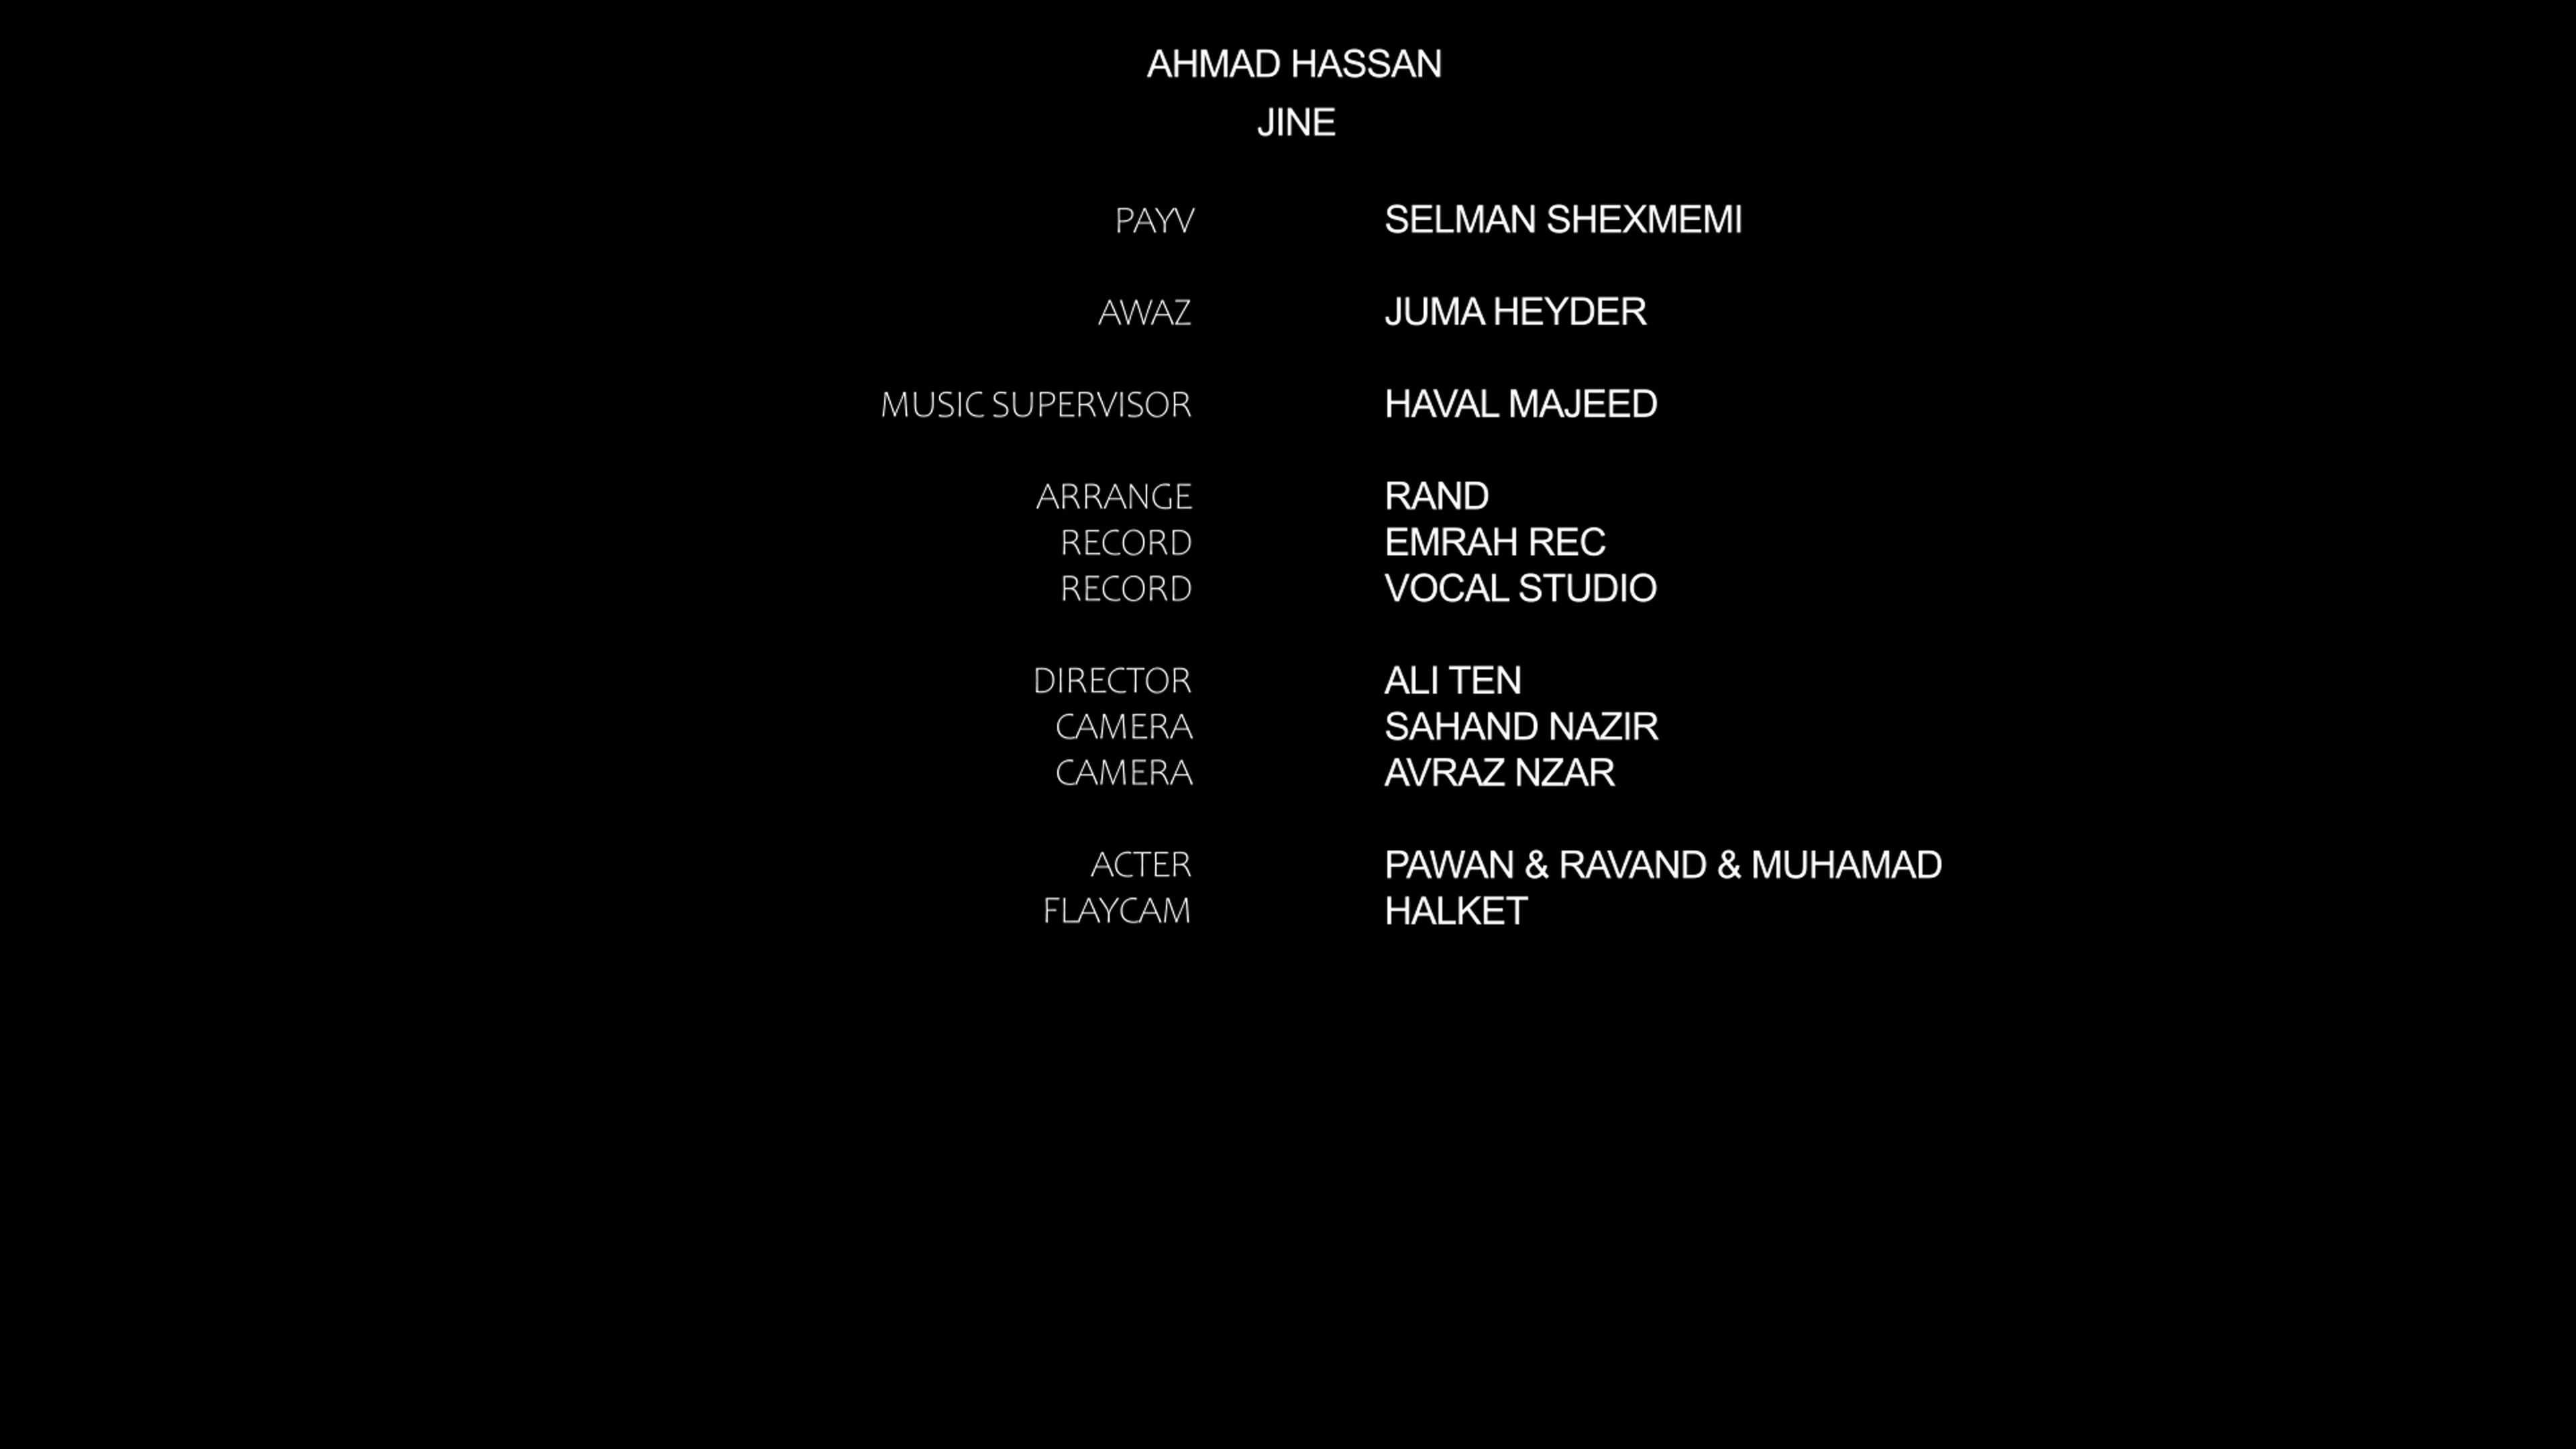 AHMAD HASSAN
JINE
PAYV SELMAN SHEXMEMI
AWAZ JUMA HEYDER
MUSIC SUPERVISOR HAVAL MAJEED
ARRANGE RAND
RECORD EMRAH REC
RECORD VOCAL STUDIO
DIRECTOR ALI TEN
CAMERA SAHAND NAZIR
CAMERA AVRAZ NZAR
ACTER PAWAN & RAVAND & MUHAMAD
FLAYCAM HALKET